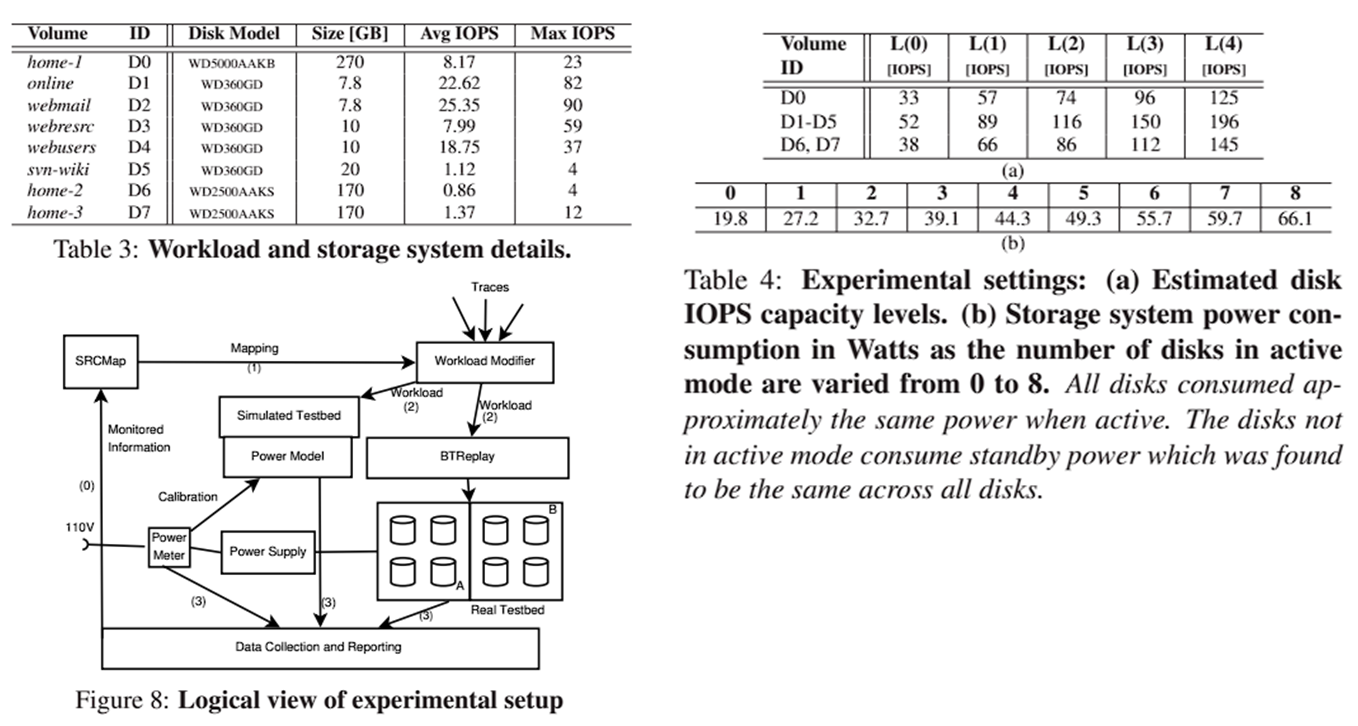 Volume ID Disk Model Size [GB] Avg IOPS Max IOPS
home-1 D0 WD5000AAKB 270 8.17 23
online D1 WD360GD 7.8 22.62 82
webmail D2 WD360GD 7.8 25.35 90
webresrc D3 WD360GD 10 7.99 59
webusers D4 WD360GD 10 18.75 37
svn-wiki D5 WD360GD 20 1.12 4
home-2 D6 WD2500AAKS 170 0.86 4
home-3 D7 WD2500AAKS 170 1.37 12
Table 3: Workload and storage system details.
Traces
SRCMap
Mapping
(1)
Workload Modifier
Workload
(2)
Workload
(2)
Simulated Testbed
Monitored
Information
Power Model
BTReplay
(0)
Calibration
110V
Power
Meter
Power Supply
B
A
(3)
(3)
(3)
Real Testbed
Data Collection and Reporting
Figure 8: Logical view of experimental setup
Volume L(0) L(1) L(2) L(3) L(4)
ID [IOPS] [IOPS] [IOPS] [IOPS] [IOPS]
D0 33 57 74 96 125
D1-D5 52 89 116 150 196
D6, D7 38 66 86 112 145
(a)
0 1 2 3 4 5 6 7 8
19.8 27.2 32.7 39.1 44.3 49.3 55.7 59.7 66.1
(b)
Table 4: Experimental settings: (a) Estimated disk
IOPS capacity levels. (b) Storage system power con-
sumption in Watts as the number of disks in active
mode are varied from 0 to 8. All disks consumed ap-
proximately the same power when active. The disks not
in active mode consume standby power which was found
to be the same across all disks.